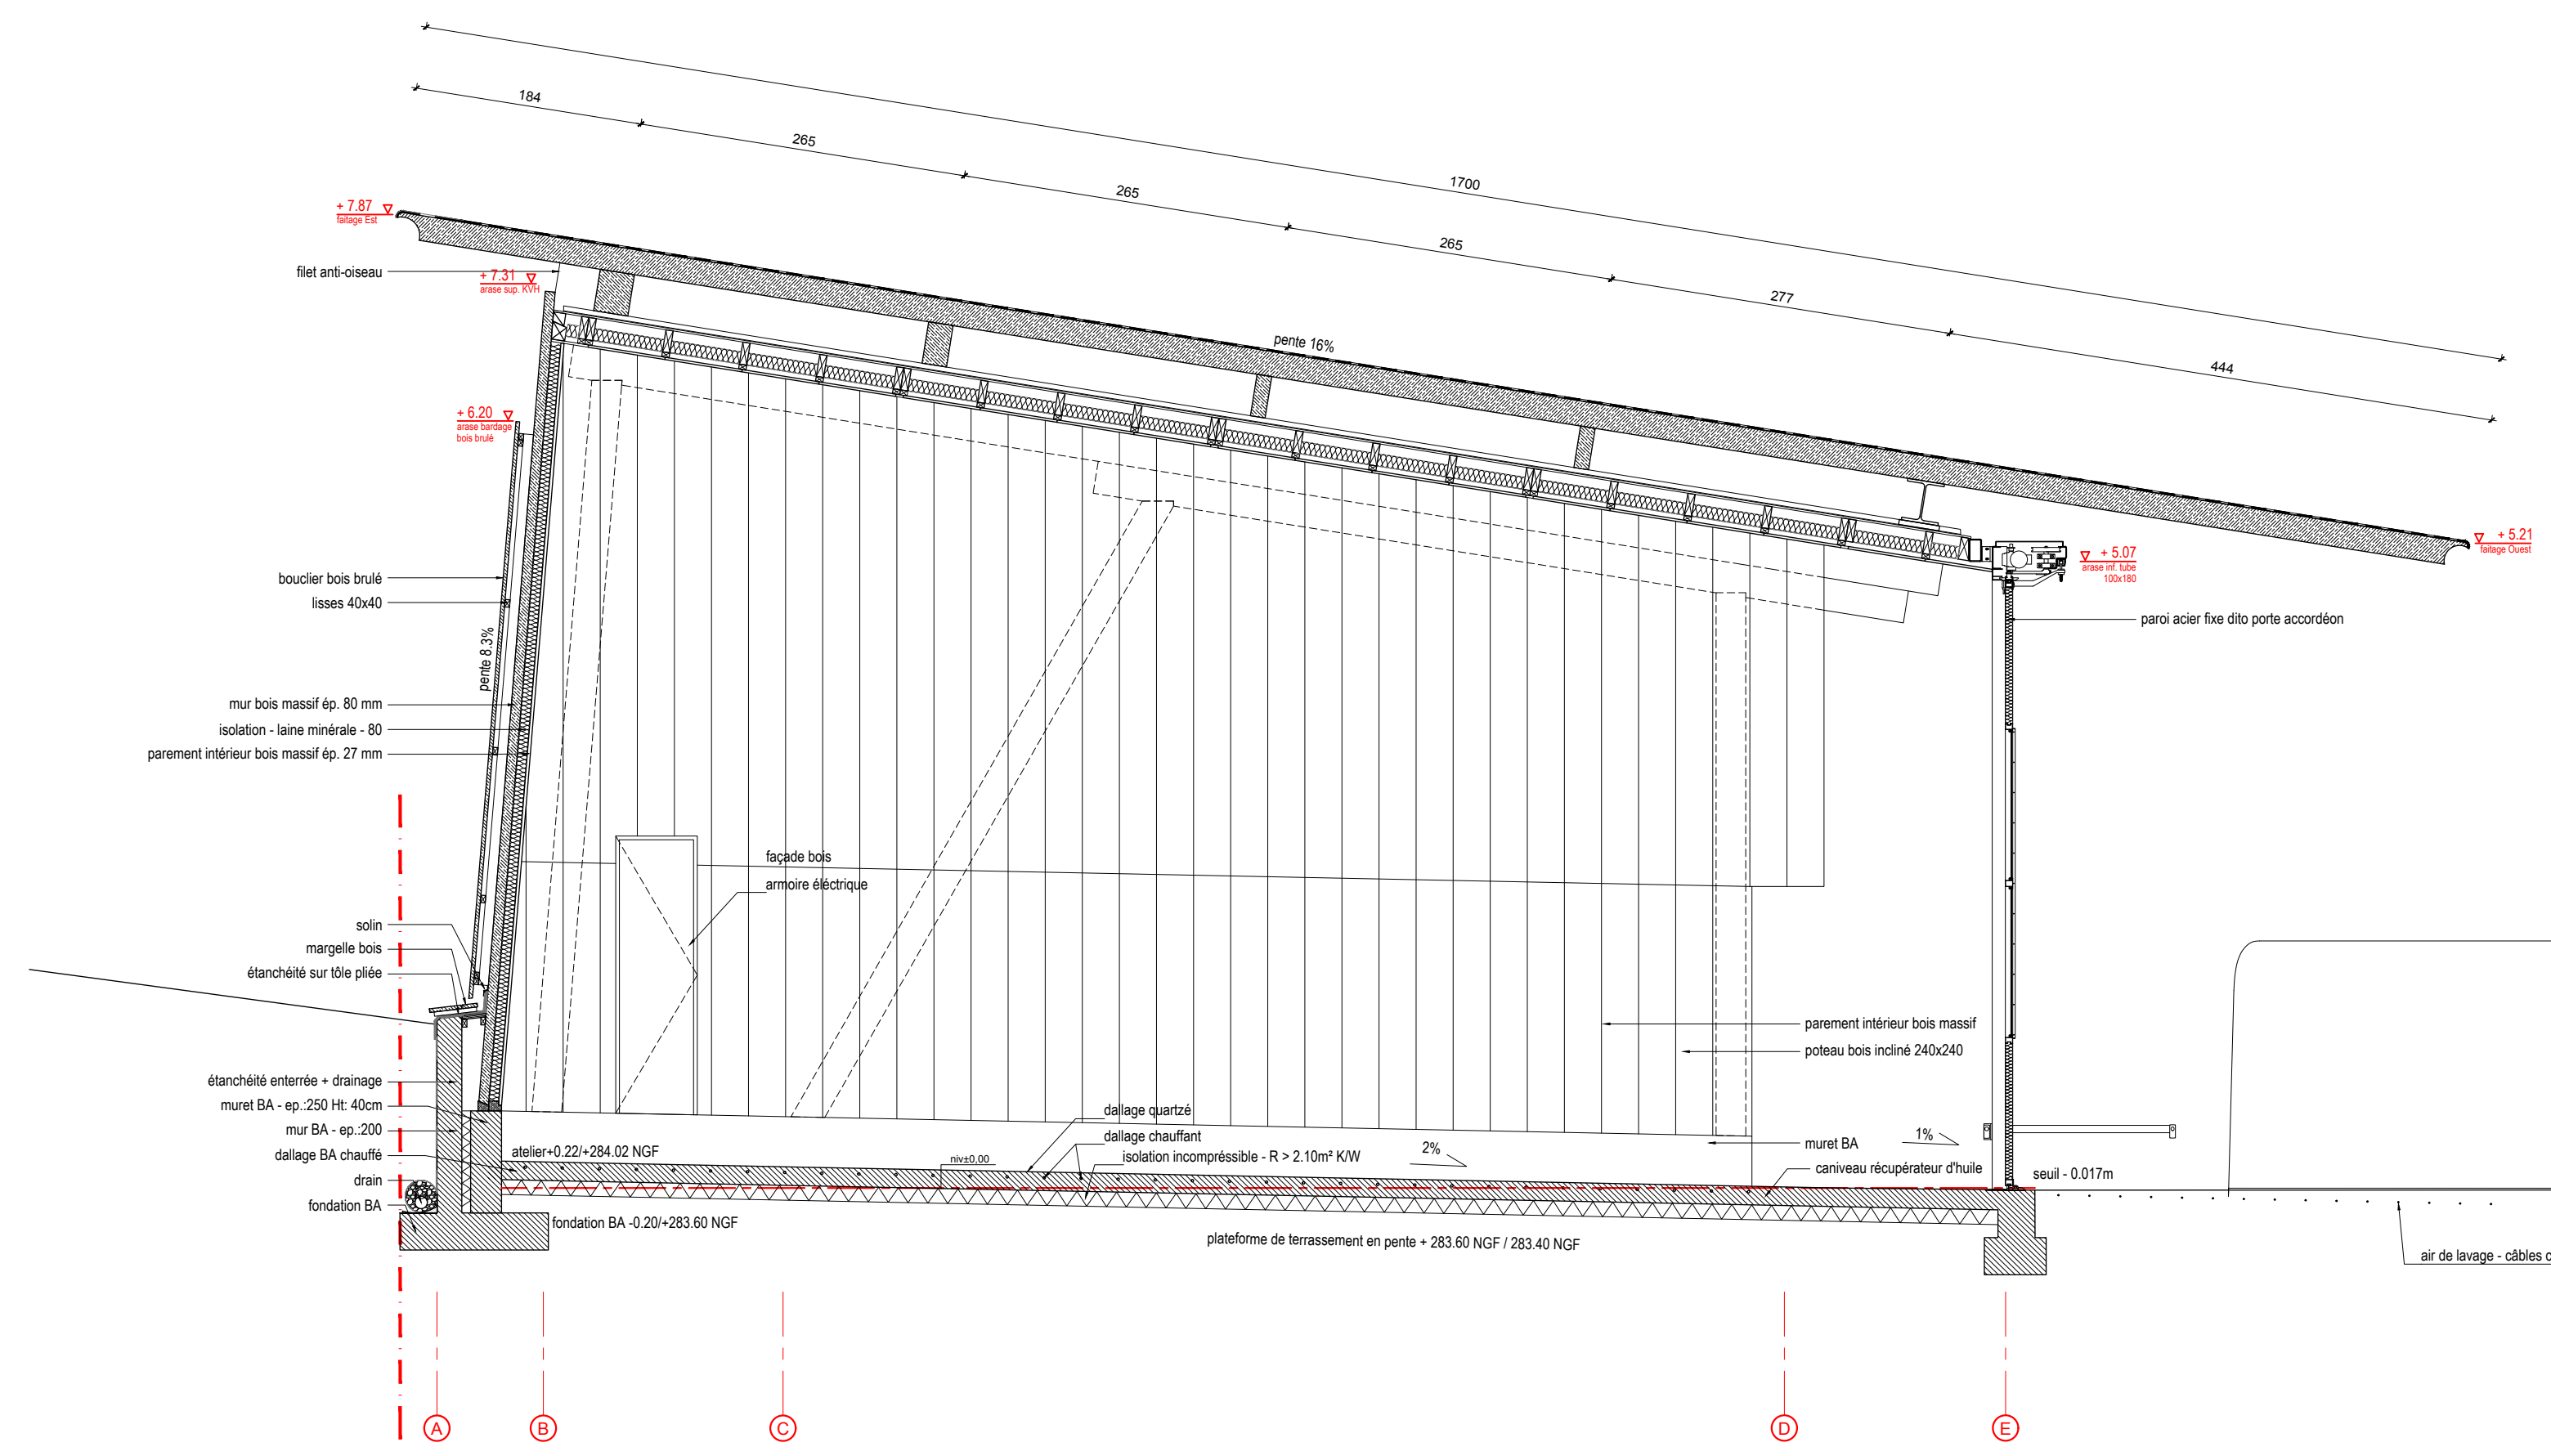 184
265
265
1700
265
277
444
+ 7.87
faitage Est
filet anti-oiseau
+ 7.31
arase sup. KVH
pente 16%
+ 6.20
arase bardage
bois brulé
+ 5.21
faitage Ouest
+ 5.07
arase inf. tube
100x180
bouclier bois brulé
lisses 40x40
paroi acier fixe dito porte accordéon
pente 8.3%
mur bois massif ép. 80 mm
isolation - laine minérale - 80
parement intérieur bois massif ép. 27 mm
façade bois
armoire éléctrique
solin
margelle bois
étanchéité sur tôle pliée
parement intérieur bois massif
poteau bois incliné 240x240
étanchéité enterrée + drainage
muret BA - ep.:250 Ht: 40cm
mur BA - ep.:200
dallage BA chauffé
drain
fondation BA
dallage quartzé
dallage chauffant
isolation incompréssible - R > 2.10m² K/W
2%
muret BA
1%
atelier+0.22/+284.02 NGF
niv±0,00
caniveau récupérateur d'huile
seuil - 0.017m
fondation BA -0.20/+283.60 NGF
plateforme de terrassement en pente + 283.60 NGF / 283.40 NGF
air de lavage - câbles c
A
B
C
D
E